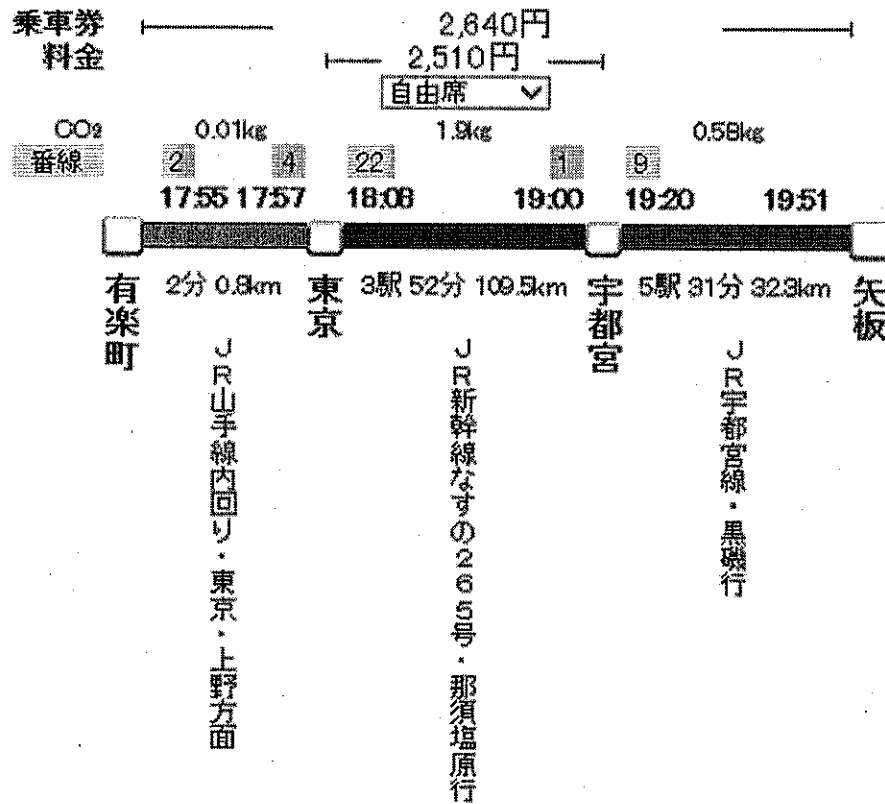 乗車券 2,640円
料金 2,510円
自由席
CO2 0.01kg 1.9kg 0.58kg
番線 2 4 22 1 9
17:55 17:57 18:08 19:00 19:20 19:51
2分 0.8km 3駅 52分 109.5km 5駅 31分 32.3km
有楽町
東京
宇都宮
矢板
JR山手線内回り・東京・上野方面
JR新幹線なすの265号・那須塩原行
JR宇都宮線・黒磯行